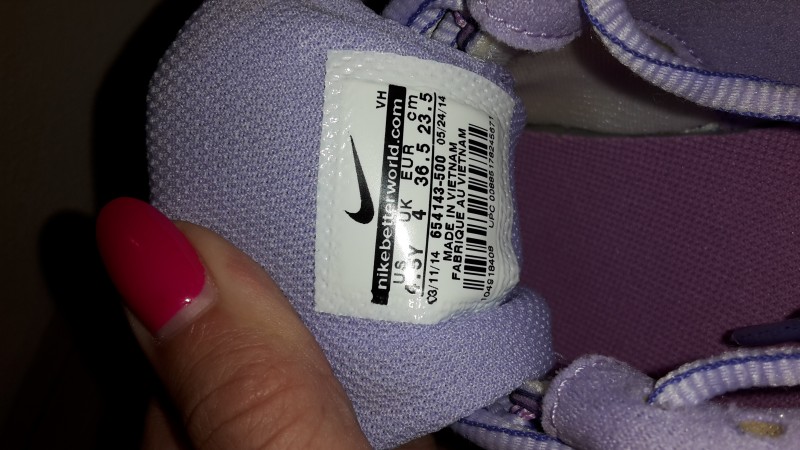 VH
nikebetterworld.com
US UK EUR cm
4.5Y 4 36.5 23.5
03/11/14 654143-500 05/24/14
MADE IN VIETNAM
FABRIQUE AU VIETNAM
UPC